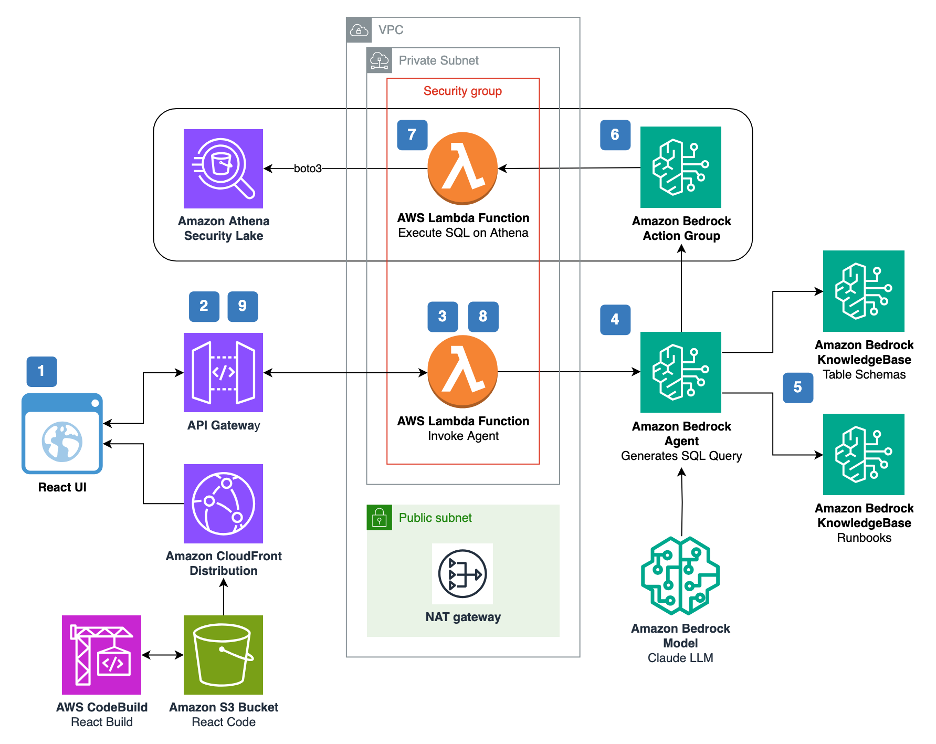 VPC
Private Subnet
Security group
7
6
boto3
Amazon Athena
Security Lake
AWS Lambda Function
Execute SQL on Athena
Amazon Bedrock
Action Group
2
9
3
8
4
1
API Gateway
AWS Lambda Function
Invoke Agent
Amazon Bedrock
Agent
Generates SQL Query
Amazon Bedrock
KnowledgeBase
Table Schemas
5
React UI
Amazon Bedrock
KnowledgeBase
Runbooks
Public subnet
Amazon CloudFront
Distribution
NAT gateway
Amazon Bedrock
Model
Claude LLM
AWS CodeBuild
React Build
Amazon S3 Bucket
React Code